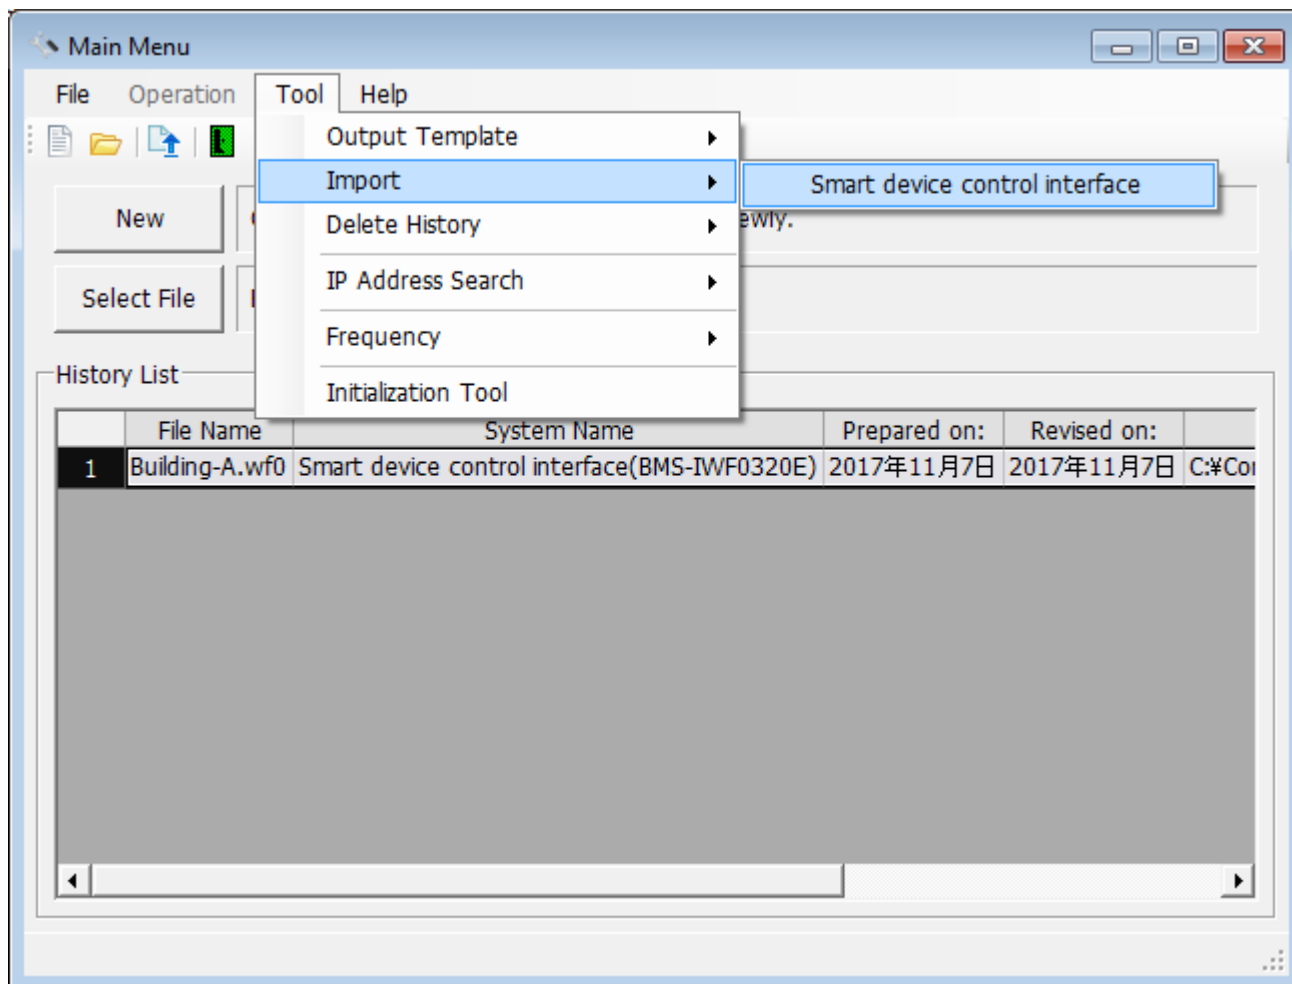 Main Menu
File Operation Tool Help
Output Template
Import
Smart device control interface
Delete History
IP Address Search
Frequency
Initialization Tool
New
ewly.
Select File
History List
File Name System Name Prepared on: Revised on:
1 Building-A.wf0 Smart device control interface(BMS-IWF0320E) 2017年11月7日 2017年11月7日 C:¥Co